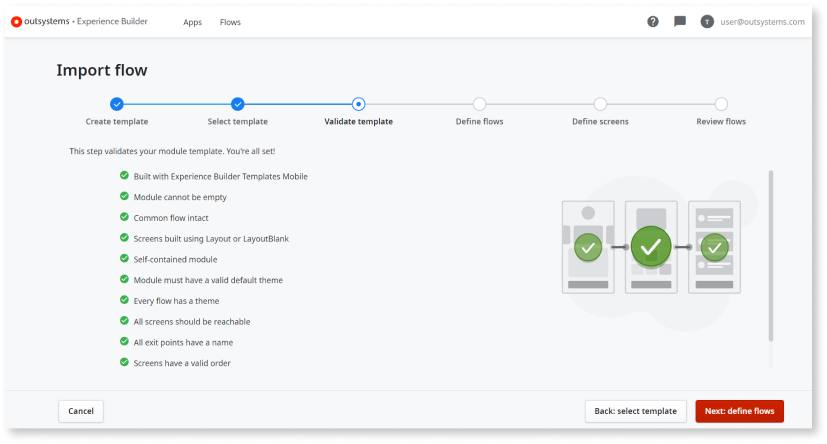 outsystems • Experience Builder Apps Flows T user@outsystems.com
Import flow
Create template Select template Validate template Define flows Define screens Review flows
This step validates your module template. You're all set!
Built with Experience Builder Templates Mobile
Module cannot be empty
Common flow intact
Screens built using Layout or LayoutBlank
Self-contained module
Module must have a valid default theme
Every flow has a theme
All screens should be reachable
All exit points have a name
Screens have a valid order
Cancel Back: select template Next: define flows